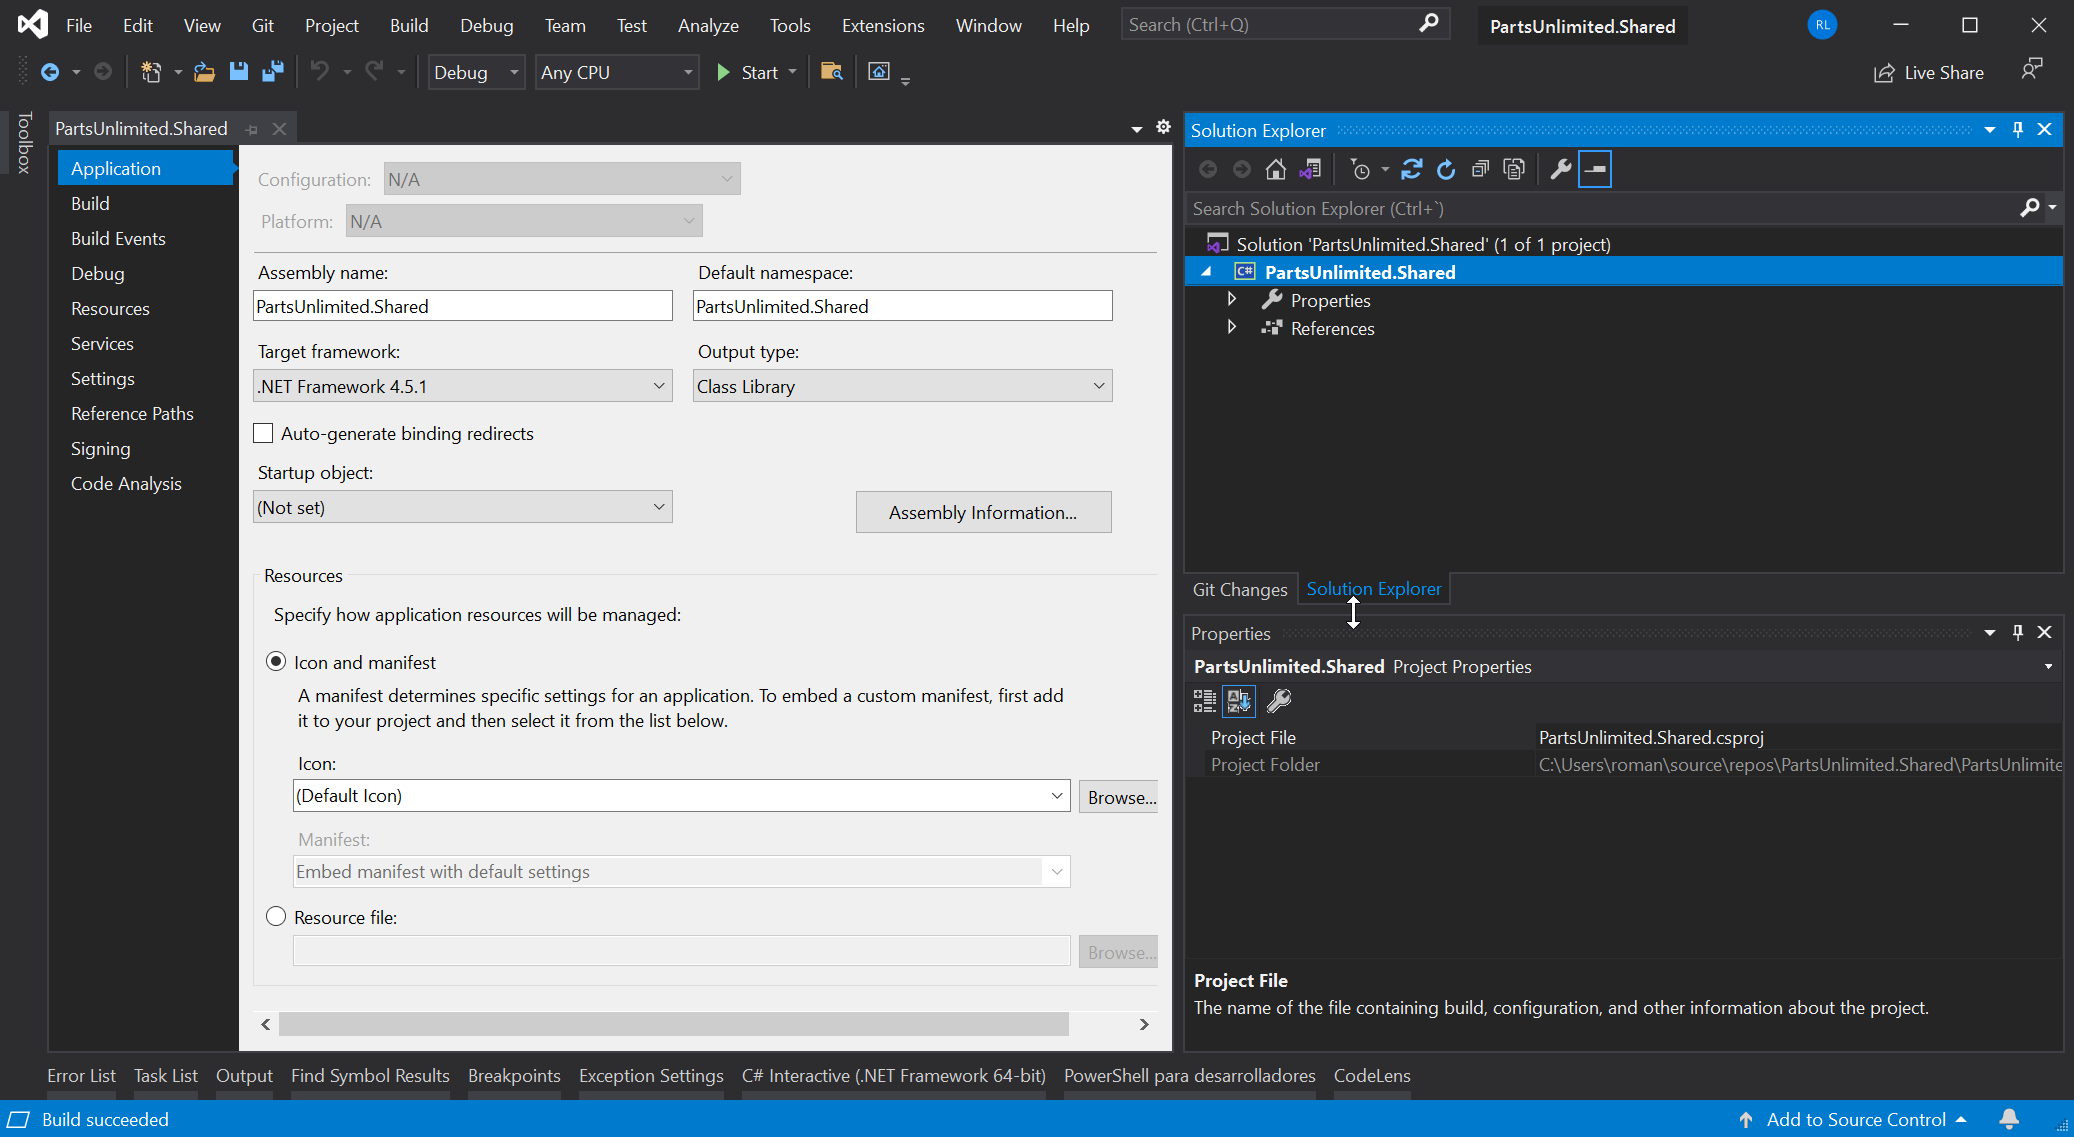 File Edit View Git Project Build Debug Team Test Analyze Tools Extensions Window Help Search (Ctrl+Q) PartsUnlimited.Shared RL
Debug Any CPU Start Live Share
Toolbox
PartsUnlimited.Shared
Application
Build
Build Events
Debug
Resources
Services
Settings
Reference Paths
Signing
Code Analysis
Configuration: N/A
Platform: N/A
Assembly name: Default namespace:
PartsUnlimited.Shared PartsUnlimited.Shared
Target framework: Output type:
.NET Framework 4.5.1 Class Library
Auto-generate binding redirects
Startup object:
(Not set) Assembly Information...
Resources
Specify how application resources will be managed:
Icon and manifest
A manifest determines specific settings for an application. To embed a custom manifest, first add
it to your project and then select it from the list below.
Icon:
(Default Icon) Browse...
Manifest:
Embed manifest with default settings
Resource file:
Browse...
Solution Explorer
Search Solution Explorer (Ctrl+`)
Solution 'PartsUnlimited.Shared' (1 of 1 project)
C# PartsUnlimited.Shared
Properties
References
Git Changes Solution Explorer
Properties
PartsUnlimited.Shared Project Properties
Project File PartsUnlimited.Shared.csproj
Project Folder C:\Users\roman\source\repos\PartsUnlimited.Shared\PartsUnlimite
Project File
The name of the file containing build, configuration, and other information about the project.
Error List Task List Output Find Symbol Results Breakpoints Exception Settings C# Interactive (.NET Framework 64-bit) PowerShell para desarrolladores CodeLens
Build succeeded Add to Source Control